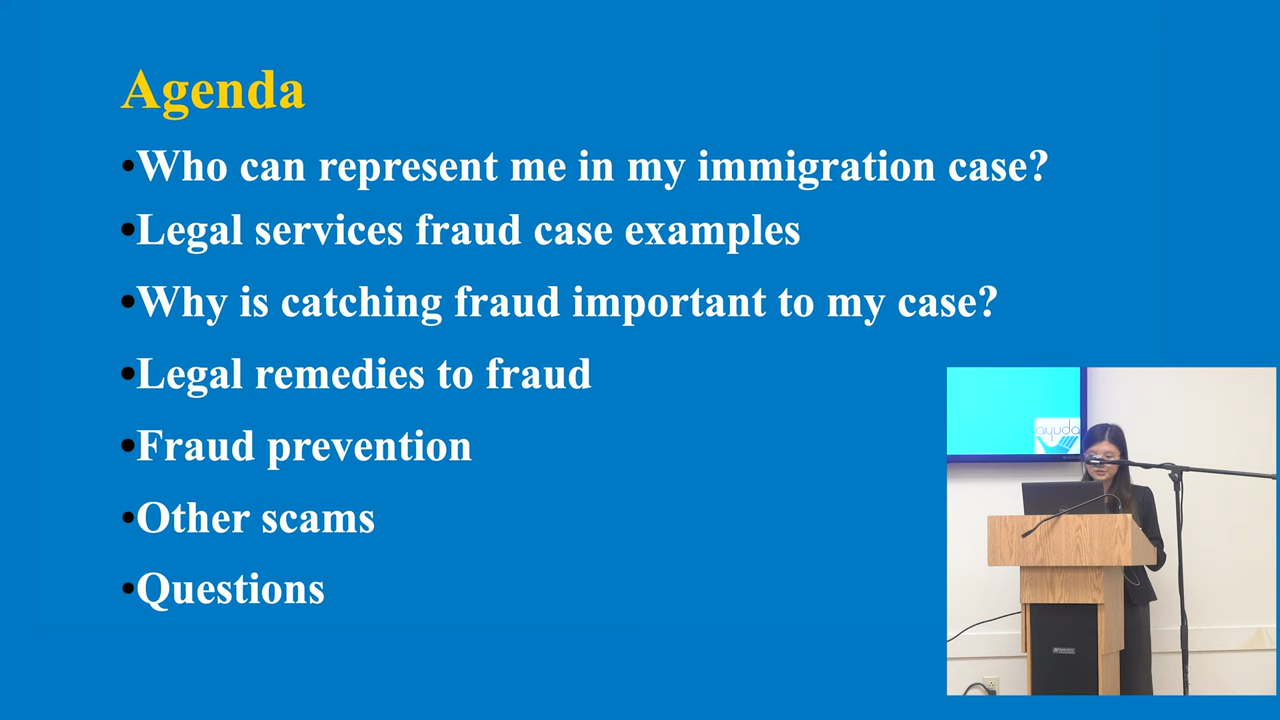 Agenda
•Who can represent me in my immigration case?
•Legal services fraud case examples
•Why is catching fraud important to my case?
•Legal remedies to fraud
•Fraud prevention
•Other scams
•Questions
ayuda